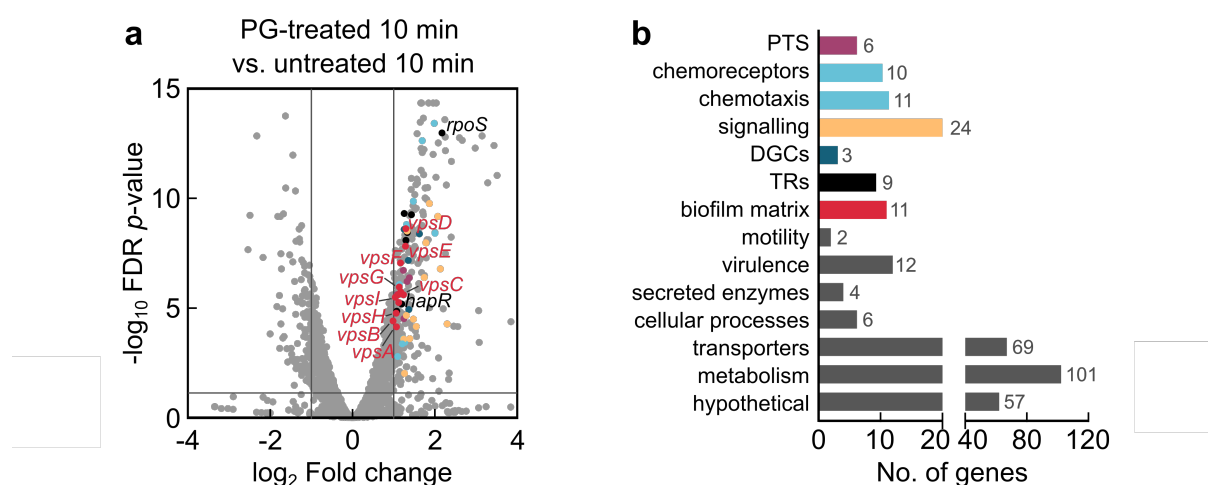 a
PG-treated 10 min
vs. untreated 10 min
15
10
5
0
-log10 FDR p-value
rpoS
vpsD
vpsF
vpsE
vpsG
vpsC
vpsI
hapR
vpsH
vpsB
vpsA
-4
-2
0
2
4
log2 Fold change
b
PTS 6
chemoreceptors 10
chemotaxis 11
signalling 24
DGCs 3
TRs 9
biofilm matrix 11
motility 2
virulence 12
secreted enzymes 4
cellular processes 6
transporters 69
metabolism 101
hypothetical 57
0 10 20 40 80 120
No. of genes